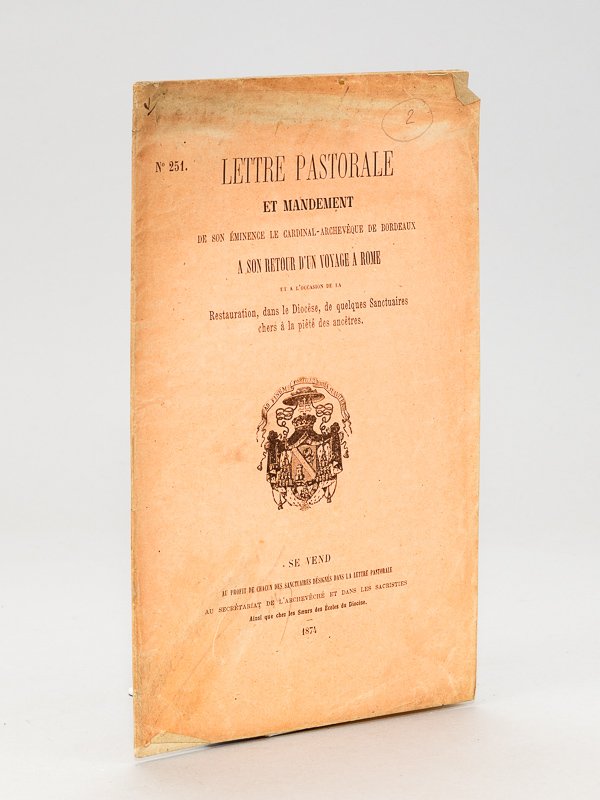 2
N° 251.
LETTRE PASTORALE
ET MANDEMENT
DE SON ÉMINENCE LE CARDINAL-ARCHEVÊQUE DE BORDEAUX
A SON RETOUR D'UN VOYAGE A ROME
ET A L'OCCASION DE LA
Restauration, dans le Diocèse, de quelques Sanctuaires
chers à la piété des ancêtres.
SE VEND
AU PROFIT DE CHACUN DES SANCTUAIRES DÉSIGNÉS DANS LA LETTRE PASTORALE
AU SECRÉTARIAT DE L'ARCHEVÊCHÉ ET DANS LES SACRISTIES
Ainsi que chez les Sœurs des Écoles du Diocèse.
1874